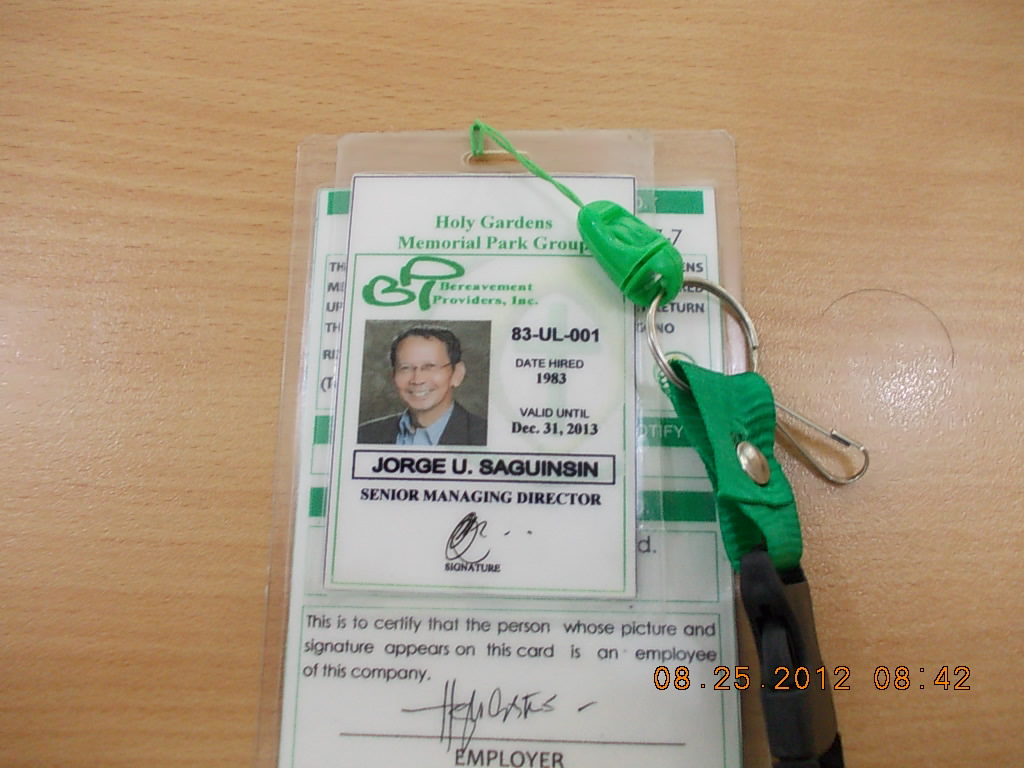 Holy Gardens
Memorial Park Group
Bereavement
Providers, Inc.
83-UL-001
DATE HIRED
1983
VALID UNTIL
Dec. 31, 2013
JORGE U. SAGUINSIN
SENIOR MANAGING DIRECTOR
SIGNATURE
This is to certify that the person whose picture and
signature appears on this card is an employee
of this company.
EMPLOYER
08.25.2012 08:42